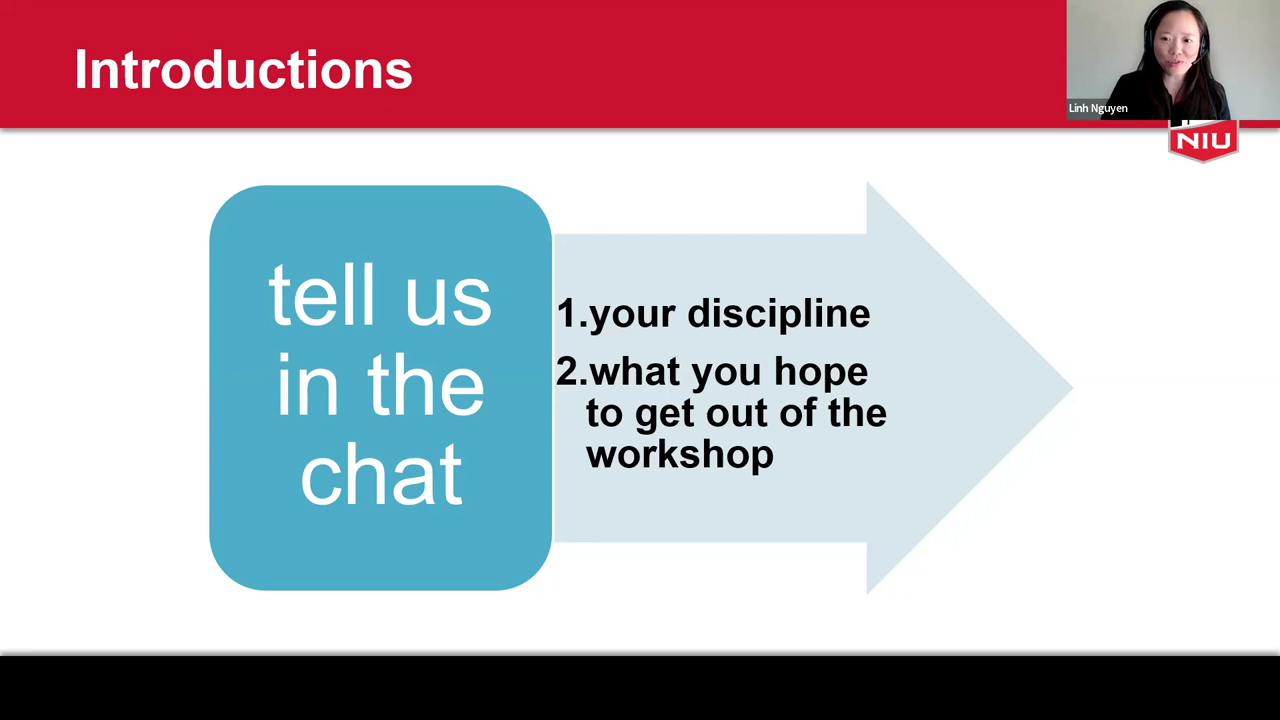 Introductions
Linh Nguyen
NIU
tell us
in the
chat
1.your discipline
2.what you hope
to get out of the
workshop